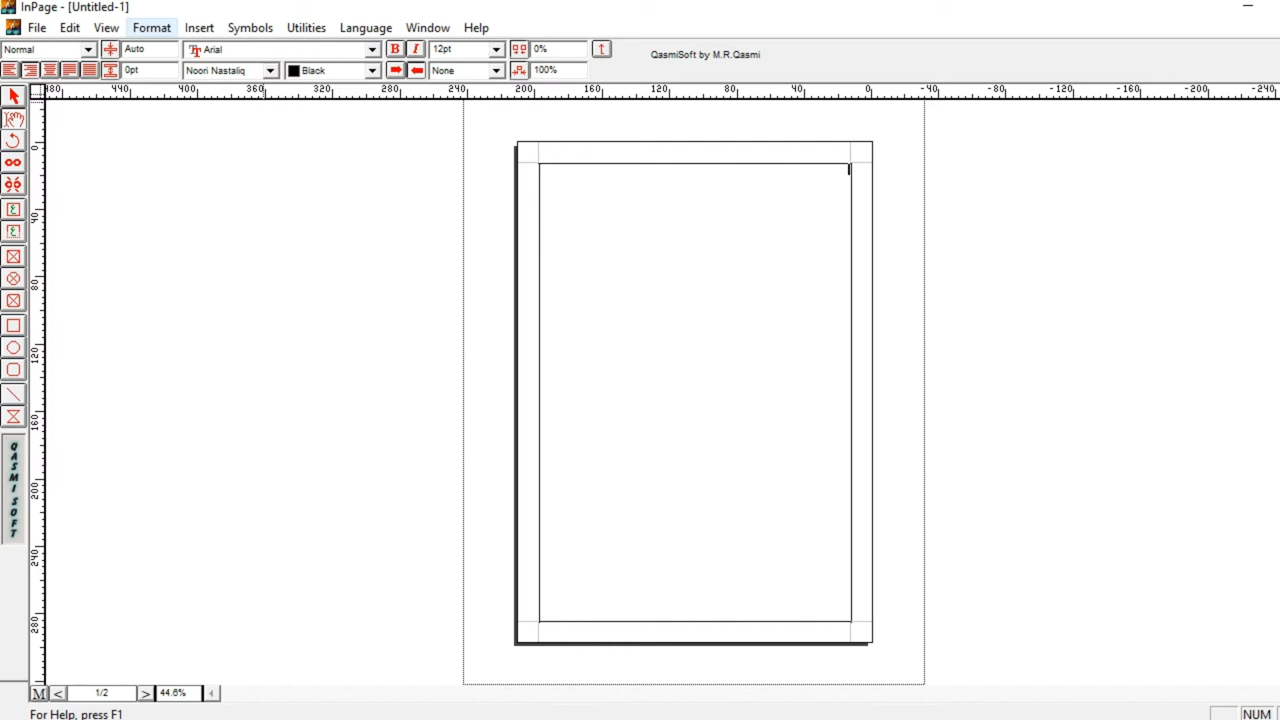 InPage - [Untitled-1]
File Edit View Format Insert Symbols Utilities Language Window Help
Normal Auto Arial B I 12pt 0% QasmiSoft by M.R.Qasmi
0pt Noori Nastaliq Black None 100%
480 440 400 360 320 280 240 200 160 120 80 40 0 -40 -80 -120 -160 -200 -240
0
40
80
120
160
200
240
280
QASMI SOFT
M < 1/2 > 44.6%
For Help, press F1 NUM